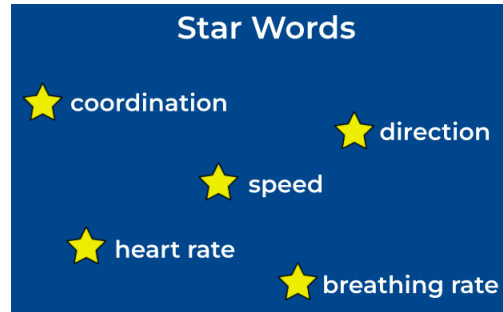 Star Words
coordination
direction
speed
heart rate
breathing rate